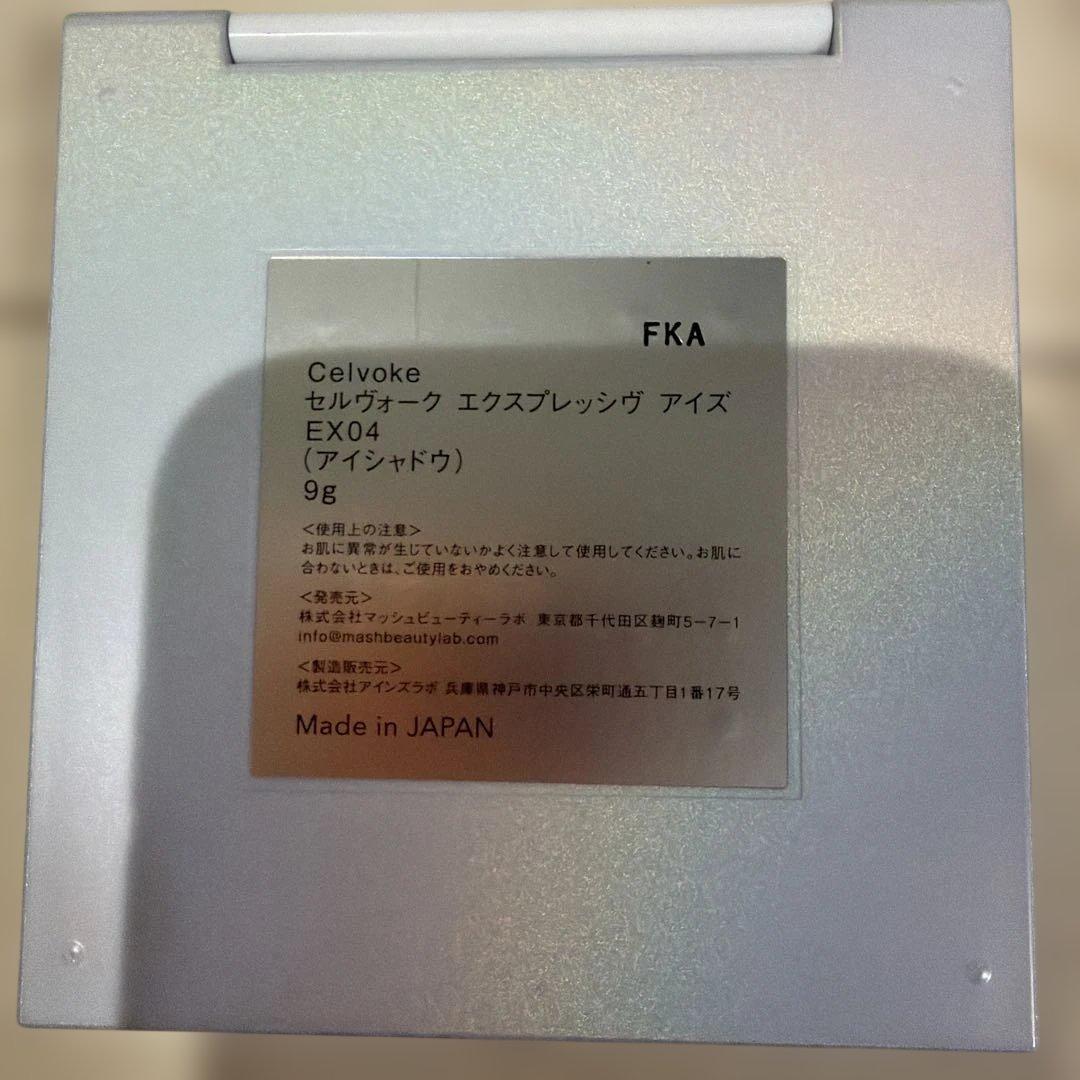 FKA
Celvoke
セルヴォーク エクスプレッシヴ アイズ
EX04
(アイシャドウ)
9g
<使用上の注意>
お肌に異常が生じていないかよく注意して使用してください。お肌に
合わないときは、ご使用をおやめください。
<発売元>
株式会社マッシュビューティーラボ 東京都千代田区麹町5-7-1
info@mashbeautylab.com
<製造販売元>
株式会社アインズラボ 兵庫県神戸市中央区栄町通五丁目1番17号
Made in JAPAN